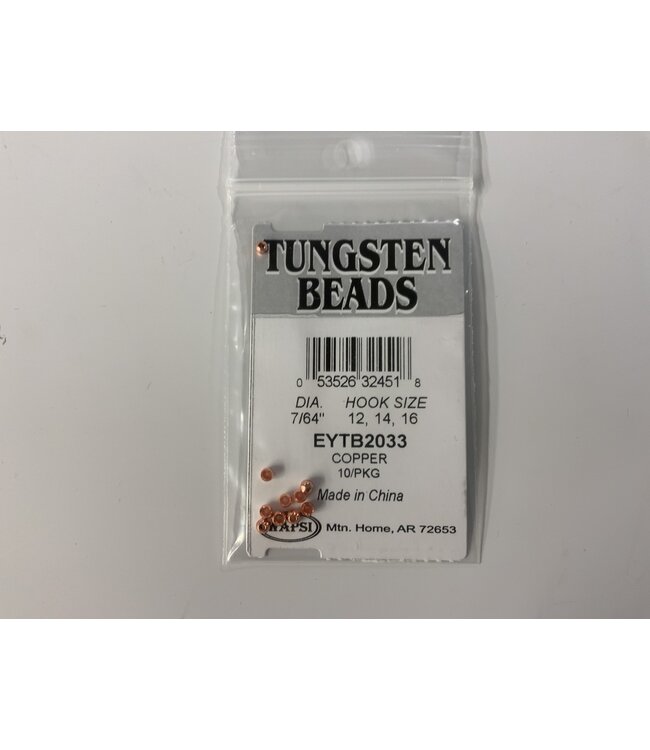 TUNGSTEN
BEADS
0 53526 32451 8
DIA. HOOK SIZE
7/64" 12, 14, 16
EYTB2033
COPPER
10/PKG
Made in China
WAPSI Mtn. Home, AR 72653